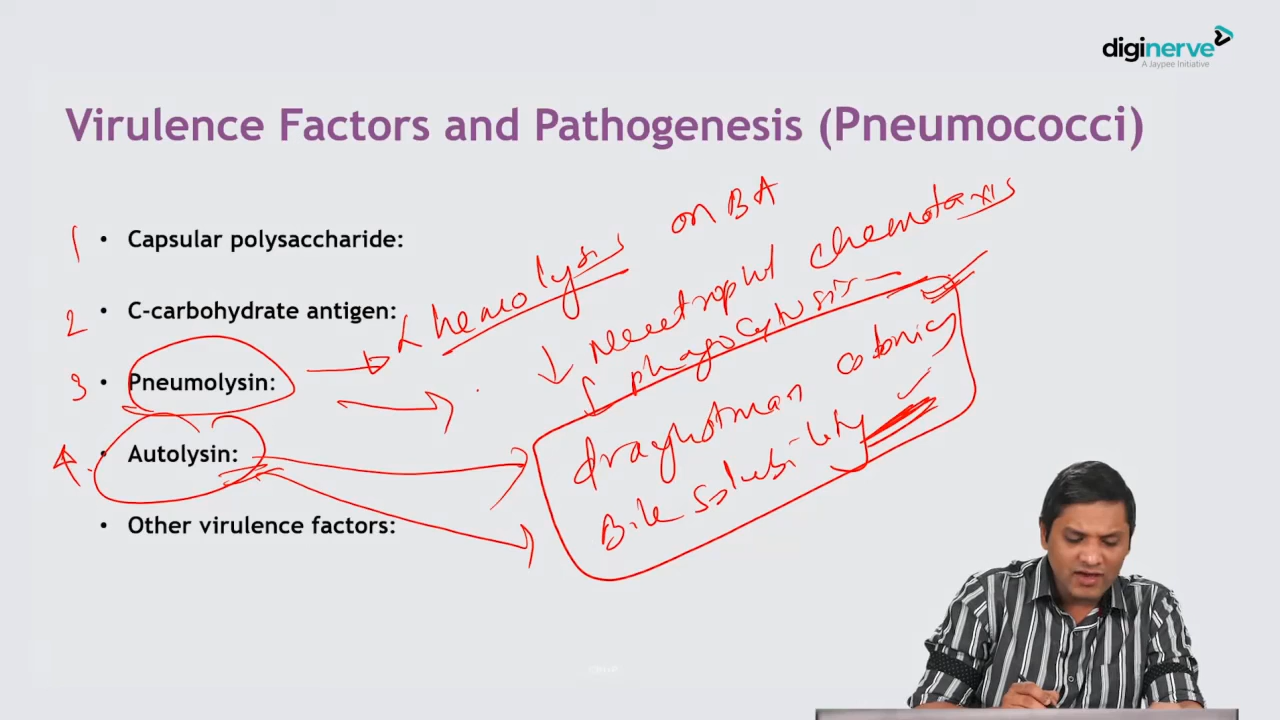 diginerve
A Jaypee Initiative
Virulence Factors and Pathogenesis (Pneumococci)
1 • Capsular polysaccharide:
2 • C-carbohydrate antigen:
3 • Pneumolysin:
4. • Autolysin:
• Other virulence factors:
α hemolysis on BA
↓ Neutrophil chemotaxis
↓ phagocytosis
draughtman colonies
Bile solubility